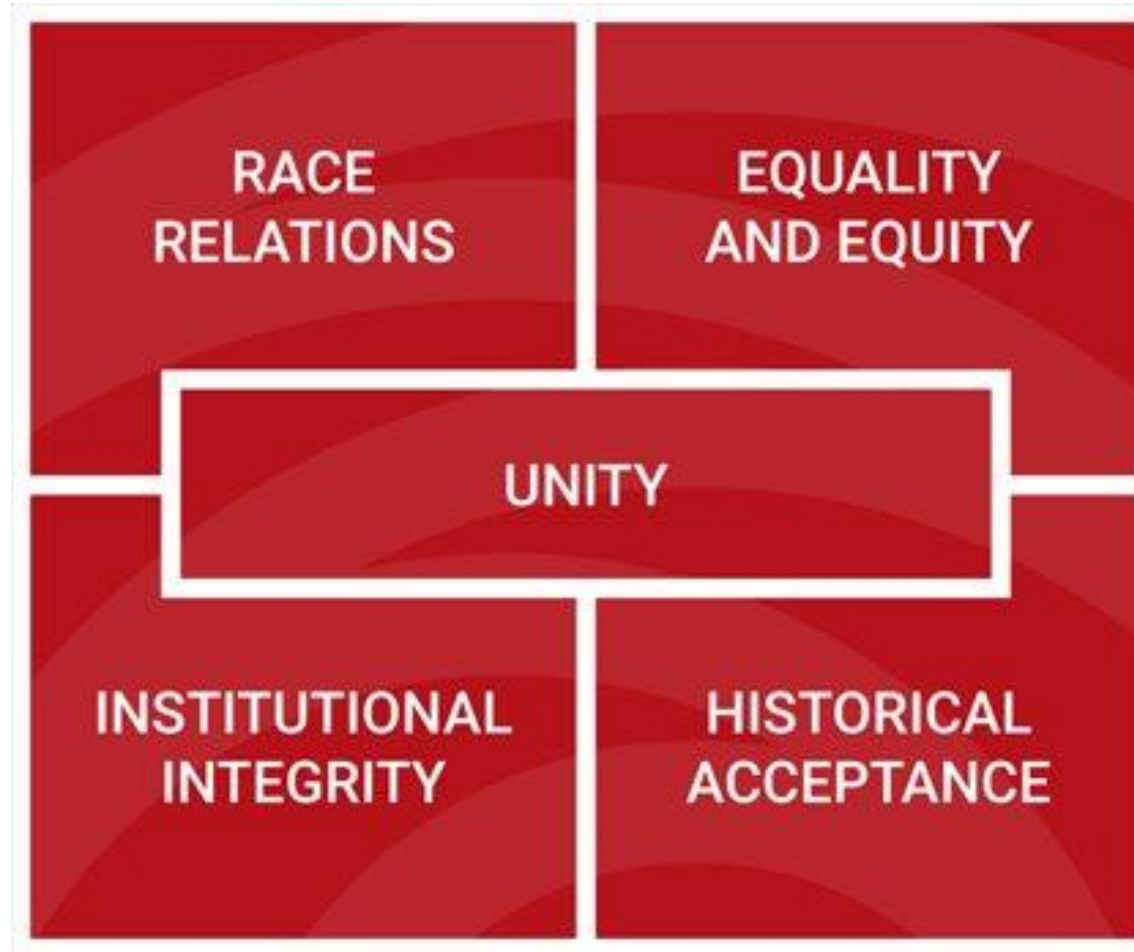 RACE
RELATIONS
EQUALITY
AND EQUITY
UNITY
INSTITUTIONAL
INTEGRITY
HISTORICAL
ACCEPTANCE